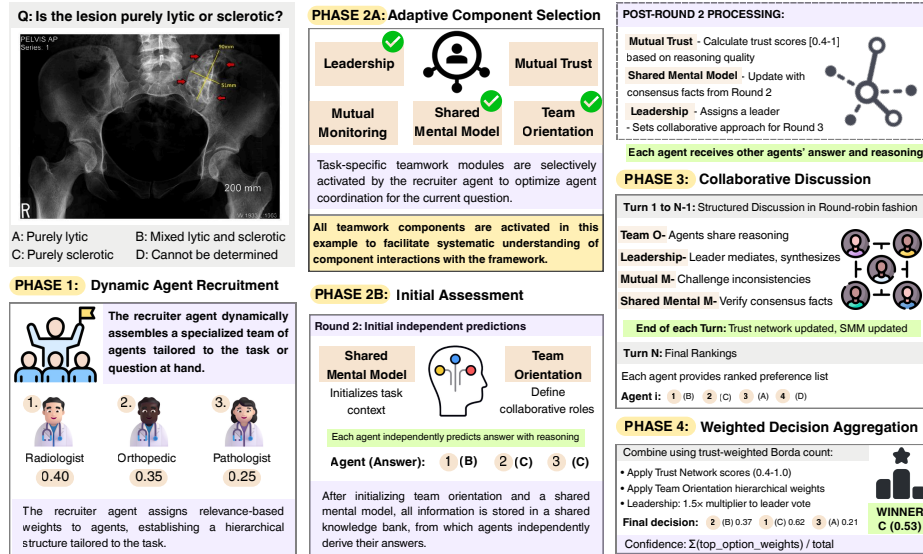 Q: Is the lesion purely lytic or sclerotic?
PELVIS AP
Series: 1
90mm
51mm
200 mm
R
A: Purely lytic
B: Mixed lytic and sclerotic
C: Purely sclerotic
D: Cannot be determined
PHASE 1: Dynamic Agent Recruitment
The recruiter agent dynamically
assembles a specialized team of
agents tailored to the task or
question at hand.
1.
2.
3.
Radiologist
Orthopedic
Pathologist
0.40
0.35
0.25
The recruiter agent assigns relevance-based
weights to agents, establishing a hierarchical
structure tailored to the task.
PHASE 2A: Adaptive Component Selection
Leadership
Mutual Trust
Mutual
Monitoring
Shared
Mental Model
Team
Orientation
Task-specific teamwork modules are selectively
activated by the recruiter agent to optimize agent
coordination for the current question.
All teamwork components are activated in this
example to facilitate systematic understanding of
component interactions with the framework.
PHASE 2B: Initial Assessment
Round 2: Initial independent predictions
Shared
Mental Model
Initializes task
context
Team
Orientation
Define
collaborative roles
Each agent independently predicts answer with reasoning
Agent (Answer): 1 (B) 2 (C) 3 (C)
After initializing team orientation and a shared
mental model, all information is stored in a shared
knowledge bank, from which agents independently
derive their answers.
POST-ROUND 2 PROCESSING:
Mutual Trust - Calculate trust scores [0.4-1]
based on reasoning quality
Shared Mental Model - Update with
consensus facts from Round 2
Leadership - Assigns a leader
- Sets collaborative approach for Round 3
Each agent receives other agents' answer and reasoning
PHASE 3: Collaborative Discussion
Turn 1 to N-1: Structured Discussion in Round-robin fashion
Team O- Agents share reasoning
Leadership- Leader mediates, synthesizes
Mutual M- Challenge inconsistencies
Shared Mental M- Verify consensus facts
End of each Turn: Trust network updated, SMM updated
Turn N: Final Rankings
Each agent provides ranked preference list
Agent i: 1 (B) 2 (C) 3 (A) 4 (D)
PHASE 4: Weighted Decision Aggregation
Combine using trust-weighted Borda count:
• Apply Trust Network scores (0.4-1.0)
• Apply Team Orientation hierarchical weights
• Leadership: 1.5× multiplier to leader vote
Final decision: 2 (B) 0.37 1 (C) 0.62 3 (A) 0.21
WINNER
C (0.53)
Confidence: Σ(top_option_weights) / total